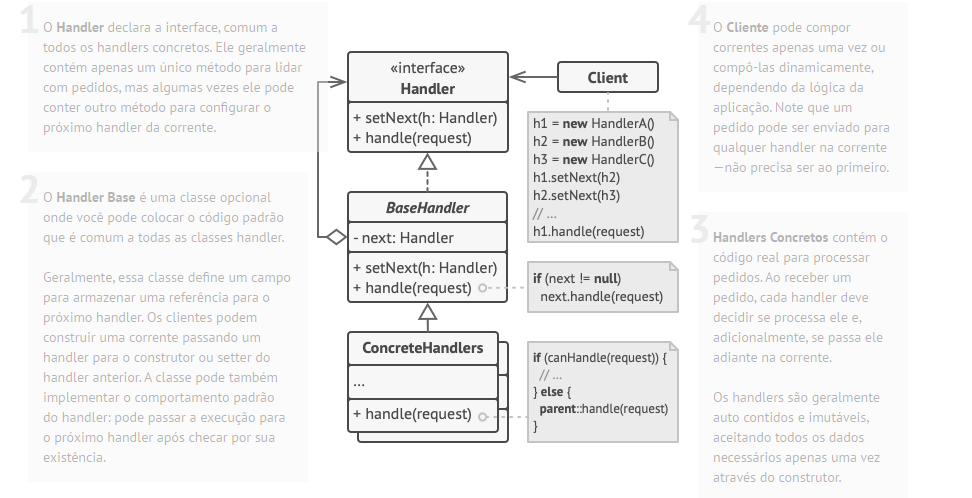 1
O Handler declara a interface, comum a
todos os handlers concretos. Ele geralmente
contém apenas um único método para lidar
com pedidos, mas algumas vezes ele pode
conter outro método para configurar o
próximo handler da corrente.
2
O Handler Base é uma classe opcional
onde você pode colocar o código padrão
que é comum a todas as classes handler.
Geralmente, essa classe define um campo
para armazenar uma referência para o
próximo handler. Os clientes podem
construir uma corrente passando um
handler para o construtor ou setter do
handler anterior. A classe pode também
implementar o comportamento padrão
do handler: pode passar a execução para
o próximo handler após checar por sua
existência.
«interface»
Handler
+ setNext(h: Handler)
+ handle(request)
BaseHandler
- next: Handler
+ setNext(h: Handler)
+ handle(request)
ConcreteHandlers
...
+ handle(request)
Client
h1 = new HandlerA()
h2 = new HandlerB()
h3 = new HandlerC()
h1.setNext(h2)
h2.setNext(h3)
// ...
h1.handle(request)
if (next != null)
next.handle(request)
if (canHandle(request)) {
// ...
} else {
parent::handle(request)
}
4
O Cliente pode compor
correntes apenas uma vez ou
compô-las dinamicamente,
dependendo da lógica da
aplicação. Note que um
pedido pode ser enviado para
qualquer handler na corrente
—não precisa ser ao primeiro.
3
Handlers Concretos contém o
código real para processar
pedidos. Ao receber um
pedido, cada handler deve
decidir se processa ele e,
adicionalmente, se passa ele
adiante na corrente.
Os handlers são geralmente
auto contidos e imutáveis,
aceitando todos os dados
necessários apenas uma vez
através do construtor.